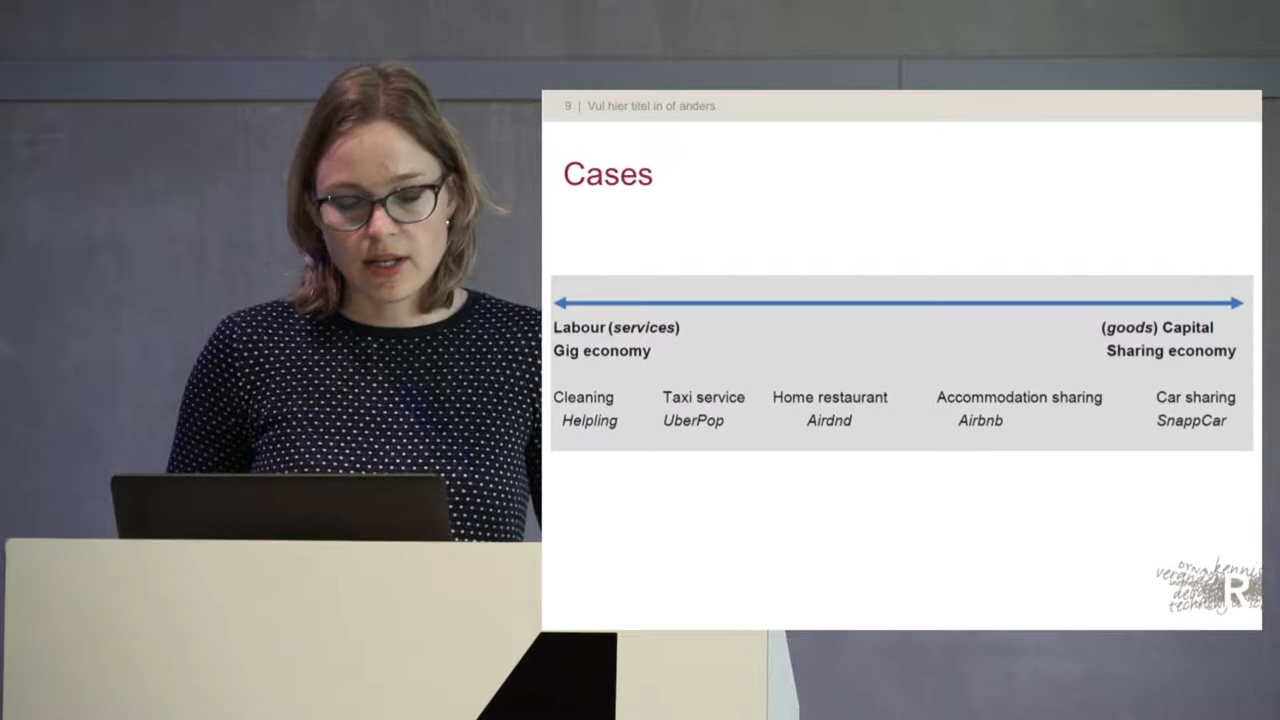 9 | Vul hier titel in of anders
Cases
Labour (services) (goods) Capital
Gig economy Sharing economy
Cleaning Taxi service Home restaurant Accommodation sharing Car sharing
Helpling UberPop Airdnd Airbnb SnappCar
kennis
R